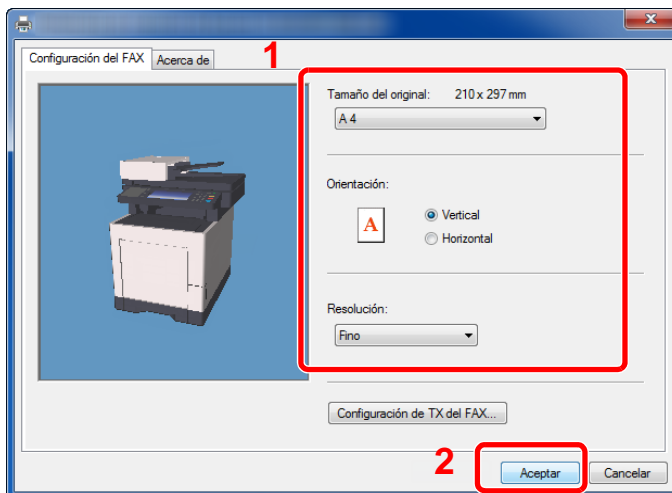 Configuración del FAX
Acerca de
1
Tamaño del original: 210 x 297 mm
A4
Orientación:
A
Vertical
Horizontal
Resolución:
Fino
Configuración de TX del FAX...
2
Aceptar
Cancelar